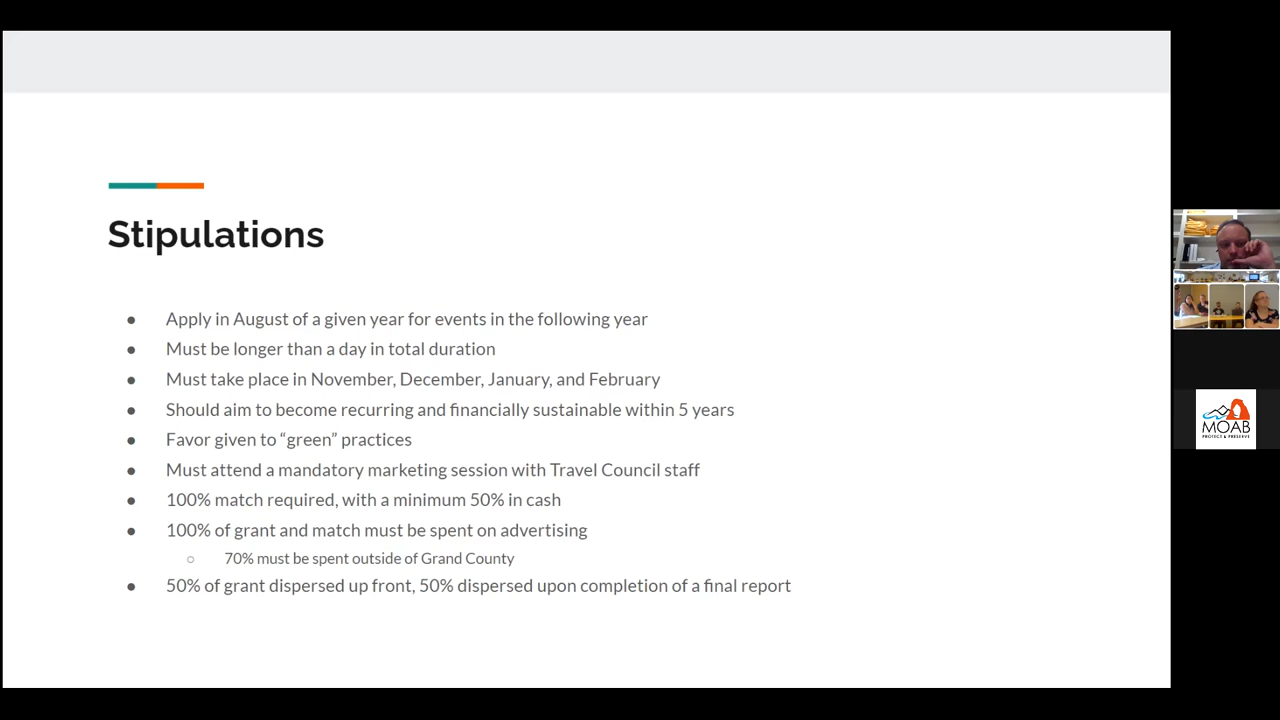 Stipulations
● Apply in August of a given year for events in the following year
● Must be longer than a day in total duration
● Must take place in November, December, January, and February
● Should aim to become recurring and financially sustainable within 5 years
● Favor given to “green” practices
● Must attend a mandatory marketing session with Travel Council staff
● 100% match required, with a minimum 50% in cash
● 100% of grant and match must be spent on advertising
○ 70% must be spent outside of Grand County
● 50% of grant dispersed up front, 50% dispersed upon completion of a final report
MOAB
PROTECT & PRESERVE